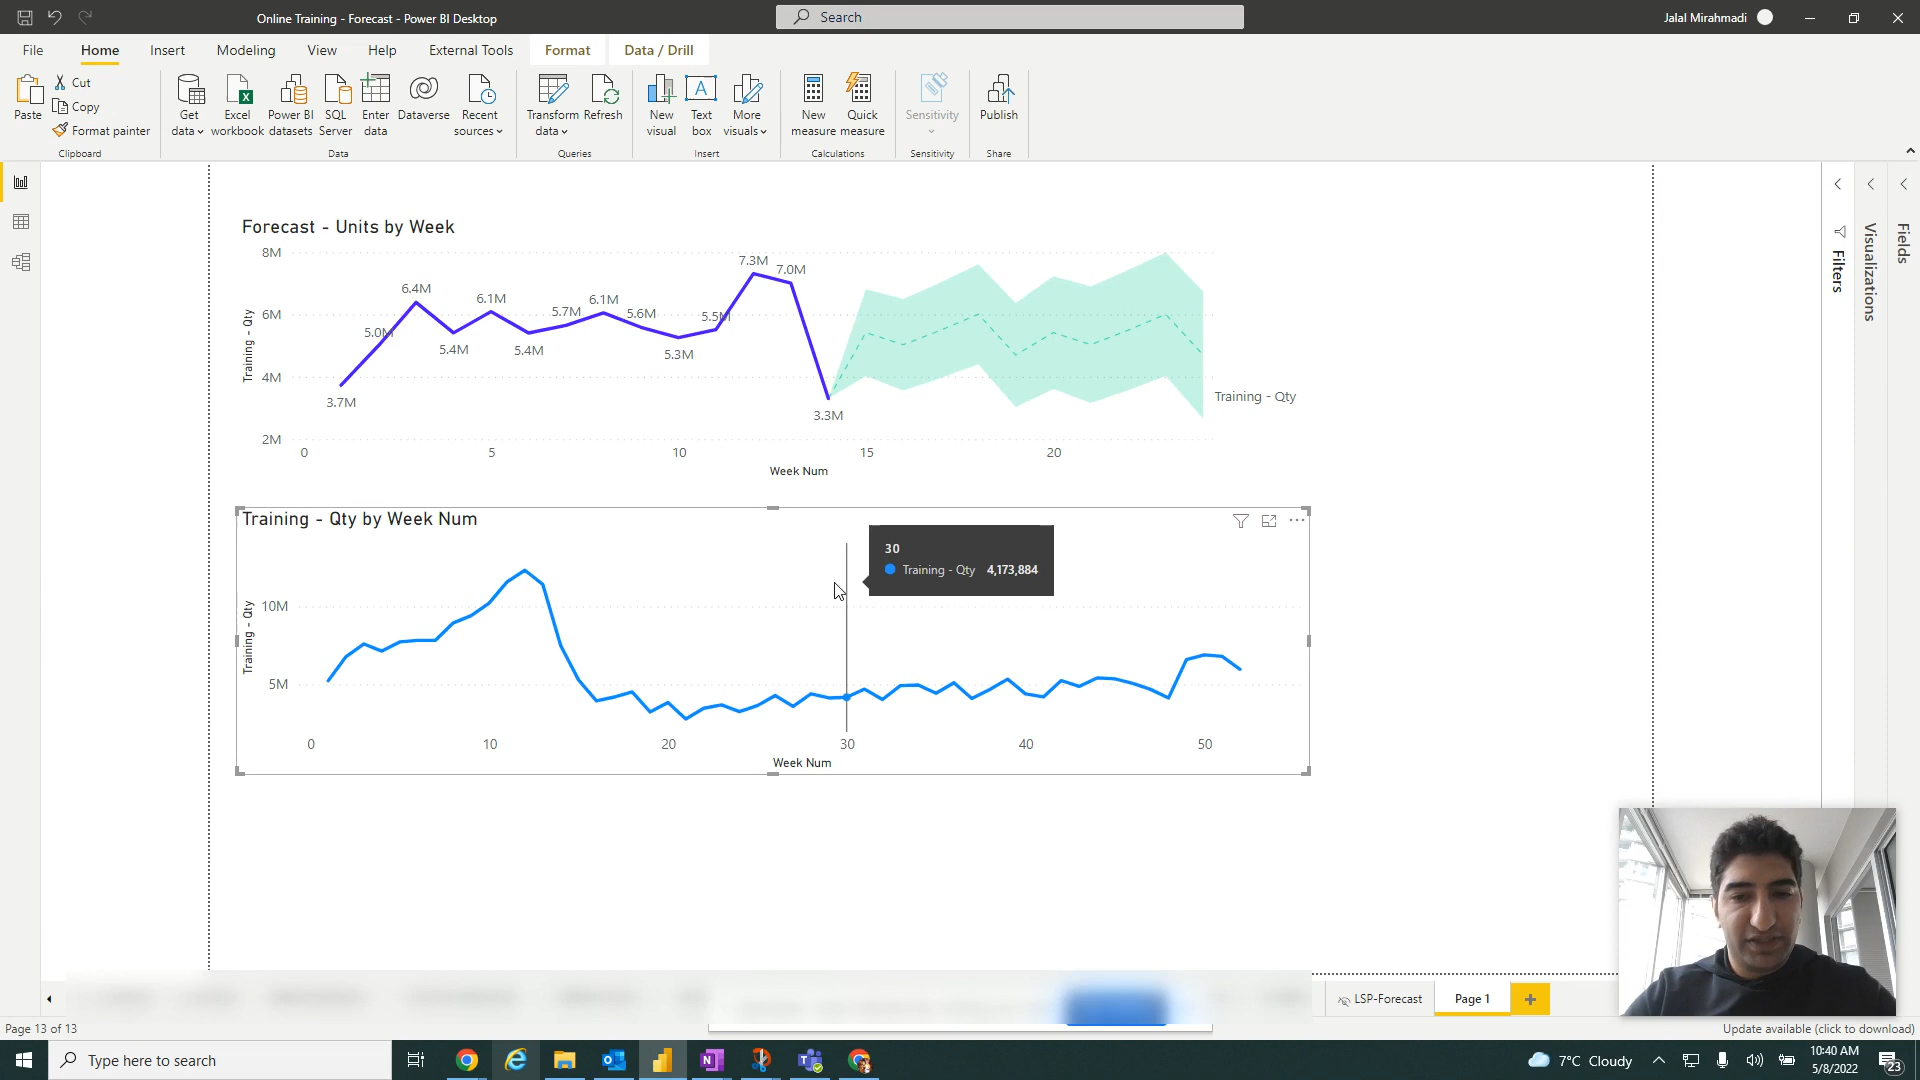 Online Training - Forecast - Power BI Desktop
Search
Jalal Mirahmadi
File Home Insert Modeling View Help External Tools Format Data / Drill
Paste
Cut
Copy
Format painter
Clipboard
Get data
Excel workbook
Power BI datasets
SQL Server
Enter data
Dataverse
Recent sources
Data
Transform data
Refresh
Queries
New visual
Text box
More visuals
Insert
New measure
Quick measure
Calculations
Sensitivity
Sensitivity
Publish
Share
Filters
Visualizations
Fields
Forecast - Units by Week
8M
6M
4M
2M
Training - Qty
3.7M
5.0M
6.4M
5.4M
6.1M
5.4M
5.7M
6.1M
5.6M
5.3M
5.5M
7.3M
7.0M
3.3M
Training - Qty
0 5 10 15 20
Week Num
Training - Qty by Week Num
30
Training - Qty 4,173,884
Training - Qty
10M
5M
0 10 20 30 40 50
Week Num
LSP-Forecast
Page 1
Page 13 of 13
Update available (click to download)
Type here to search
7°C Cloudy
10:40 AM
5/8/2022
23